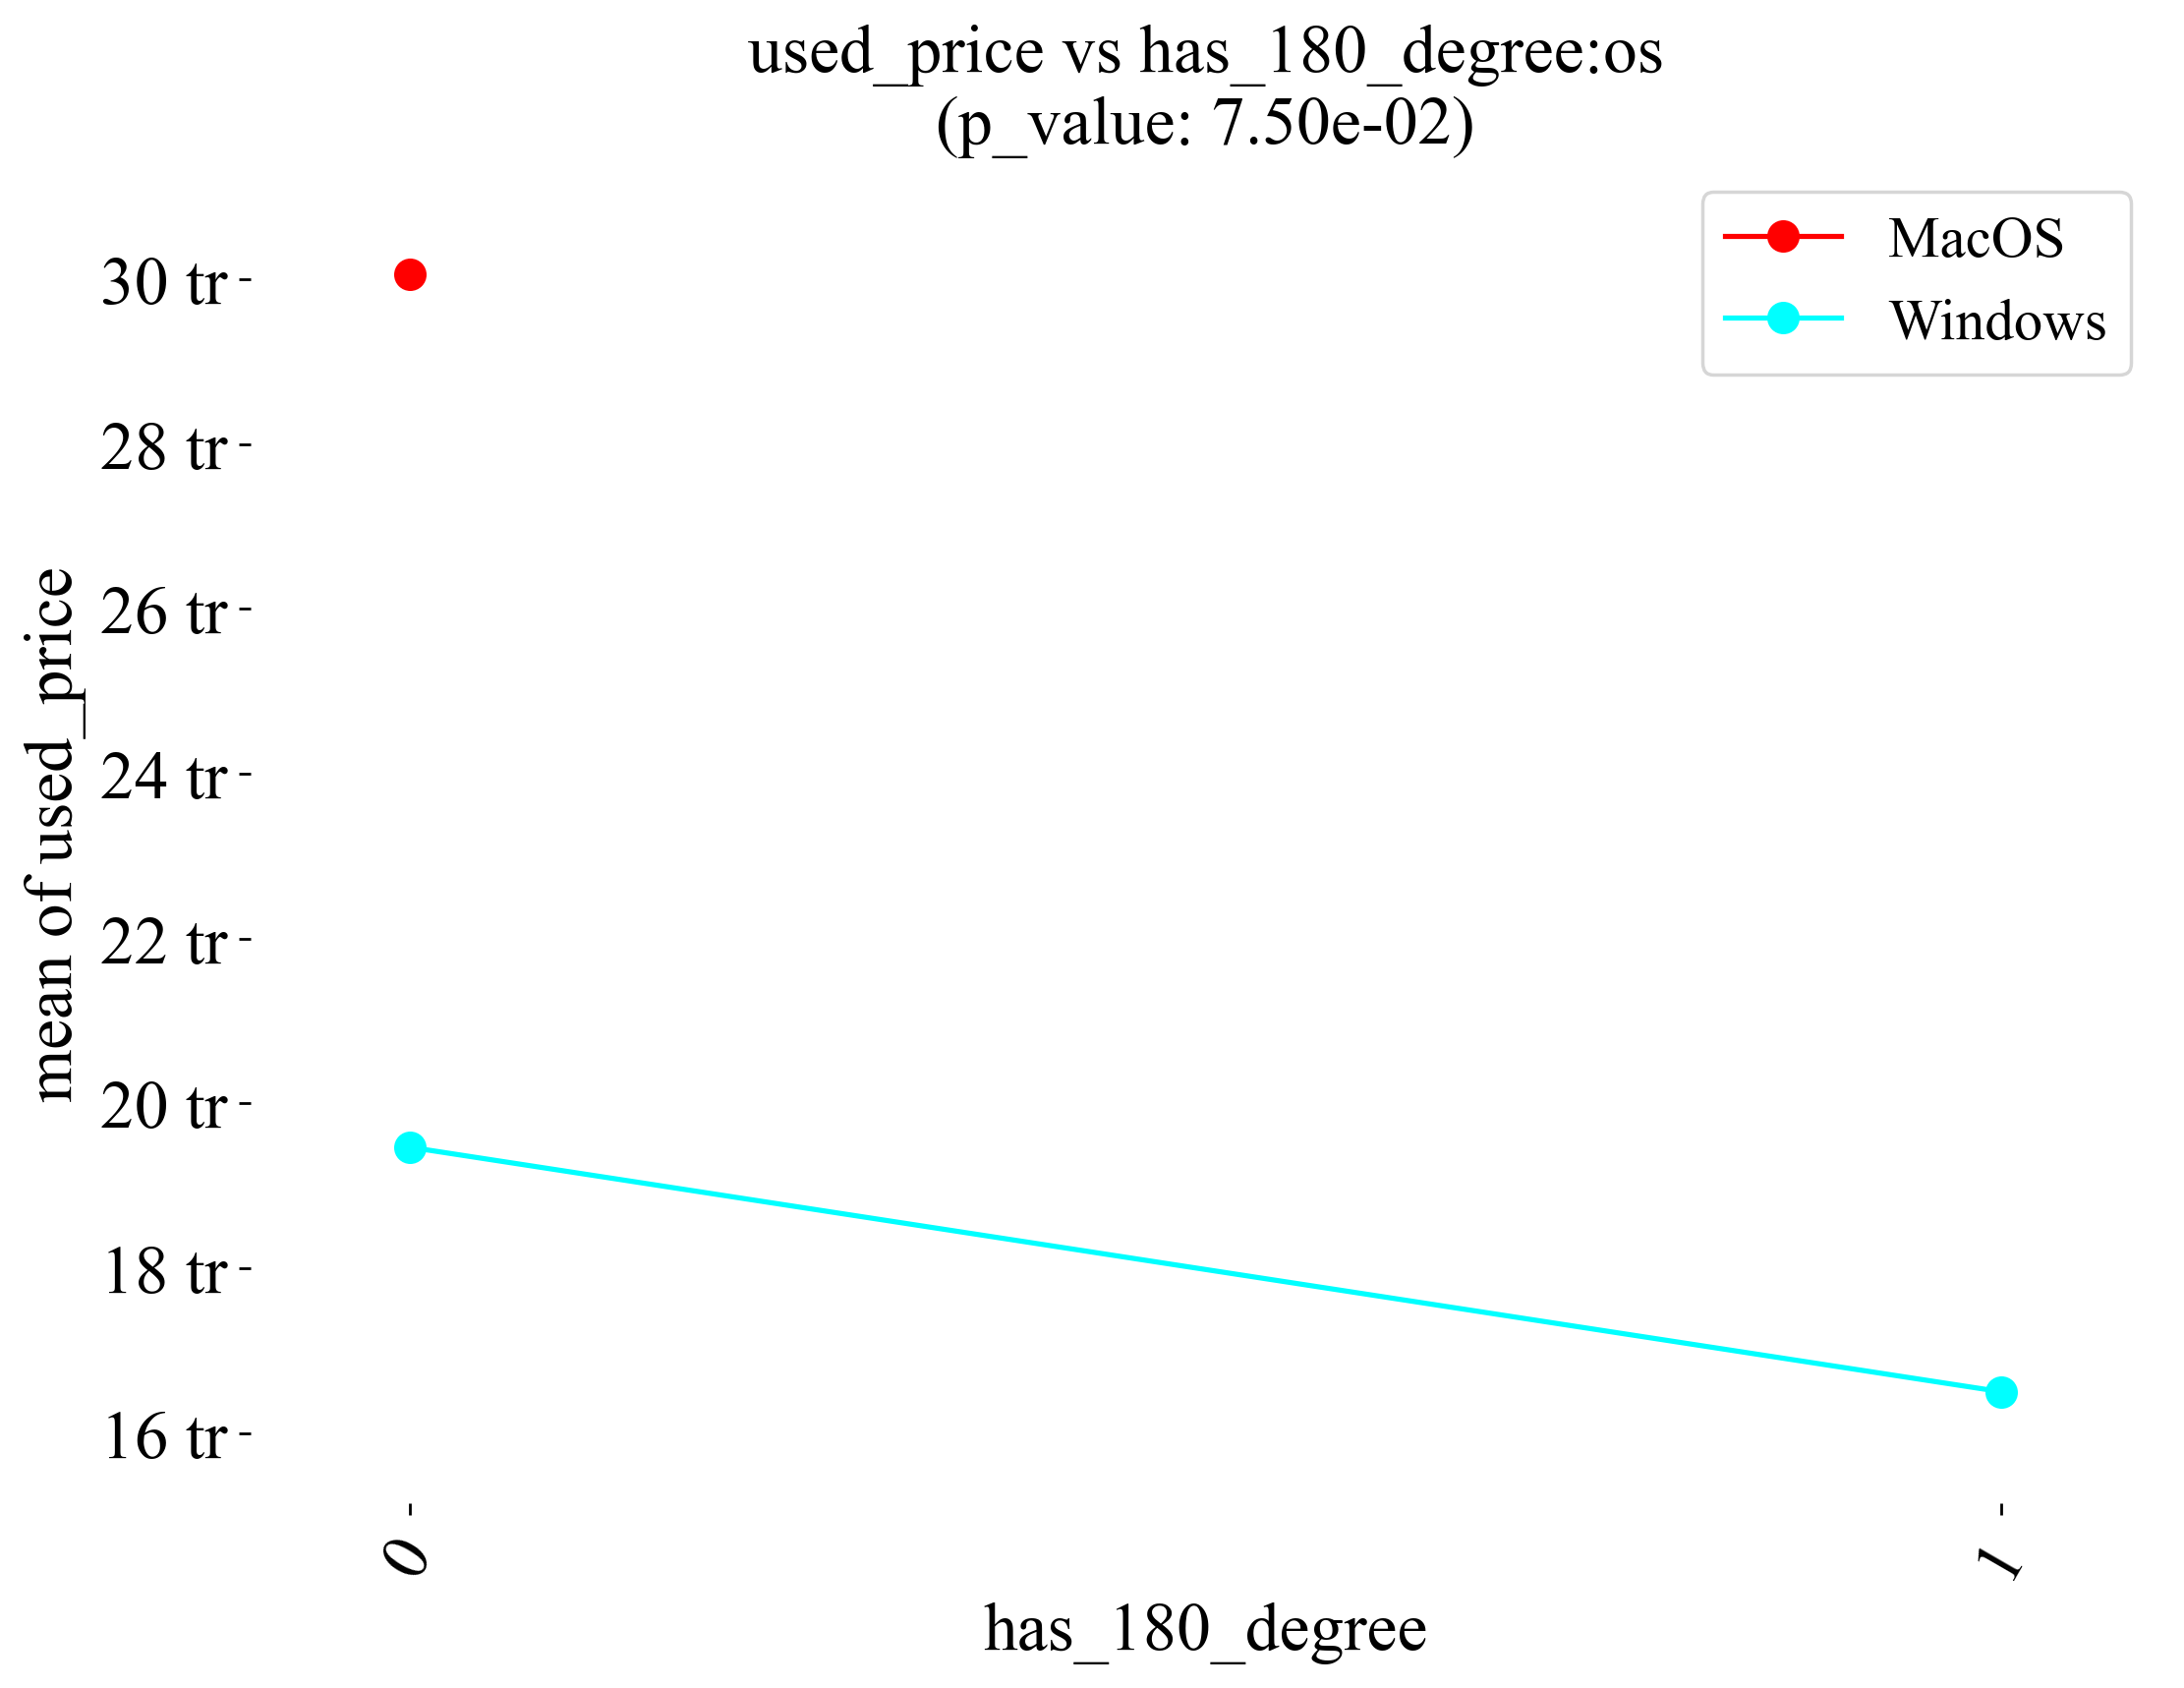 used_price vs has_180_degree:os
(p_value: 7.50e-02)
MacOS
Windows
30 tr
28 tr
26 tr
24 tr
22 tr
20 tr
18 tr
16 tr
mean of used_price
0
1
has_180_degree